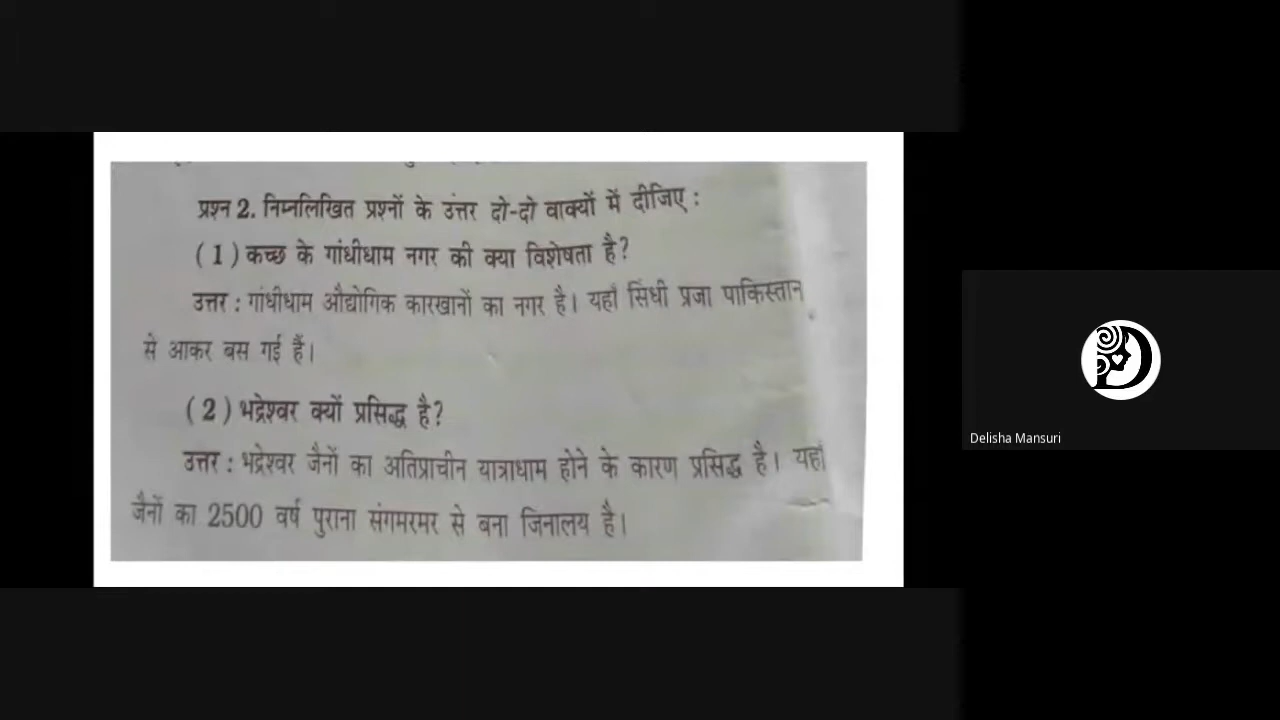 प्रश्न 2. निम्नलिखित प्रश्नों के उत्तर दो-दो वाक्यों में दीजिए :
( 1 ) कच्छ के गांधीधाम नगर की क्या विशेषता है?
उत्तर : गांधीधाम औद्योगिक कारखानों का नगर है। यहाँ सिंधी प्रजा पाकिस्तान
से आकर बस गई हैं।
( 2 ) भद्रेश्वर क्यों प्रसिद्ध है?
उत्तर : भद्रेश्वर जैनों का अतिप्राचीन यात्राधाम होने के कारण प्रसिद्ध है। यहाँ
जैनों का 2500 वर्ष पुराना संगमरमर से बना जिनालय है।
Delisha Mansuri